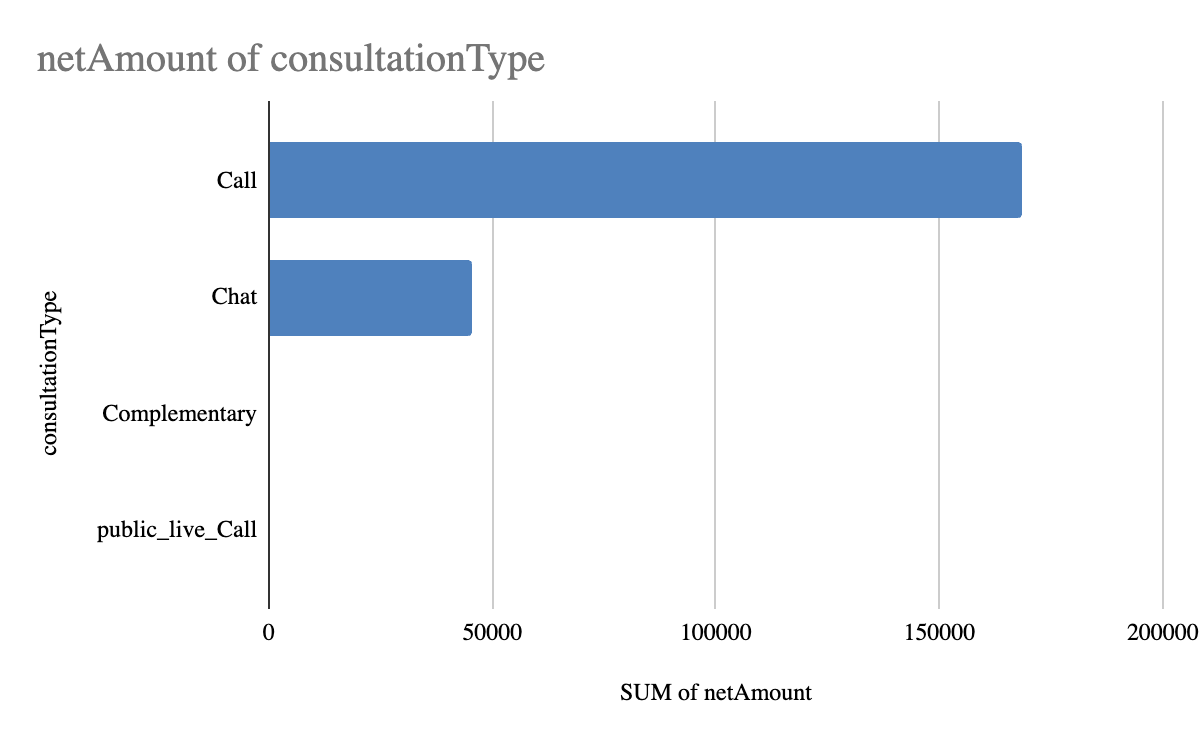 netAmount of consultationType
consultationType
Call
Chat
Complementary
public_live_Call
0 50000 100000 150000 200000
SUM of netAmount